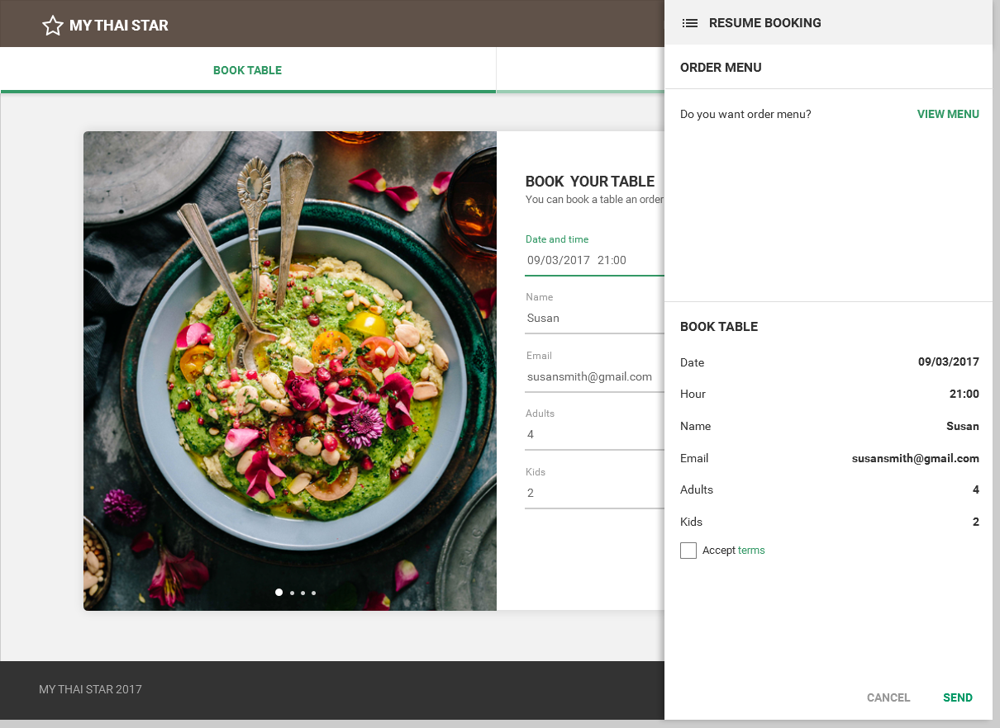 MY THAI STAR
BOOK TABLE
BOOK YOUR TABLE
You can book a table an order
Date and time
09/03/2017 21:00
Name
Susan
Email
susansmith@gmail.com
Adults
4
Kids
2
MY THAI STAR 2017
RESUME BOOKING
ORDER MENU
Do you want order menu? VIEW MENU
BOOK TABLE
Date 09/03/2017
Hour 21:00
Name Susan
Email susansmith@gmail.com
Adults 4
Kids 2
Accept terms
CANCEL SEND